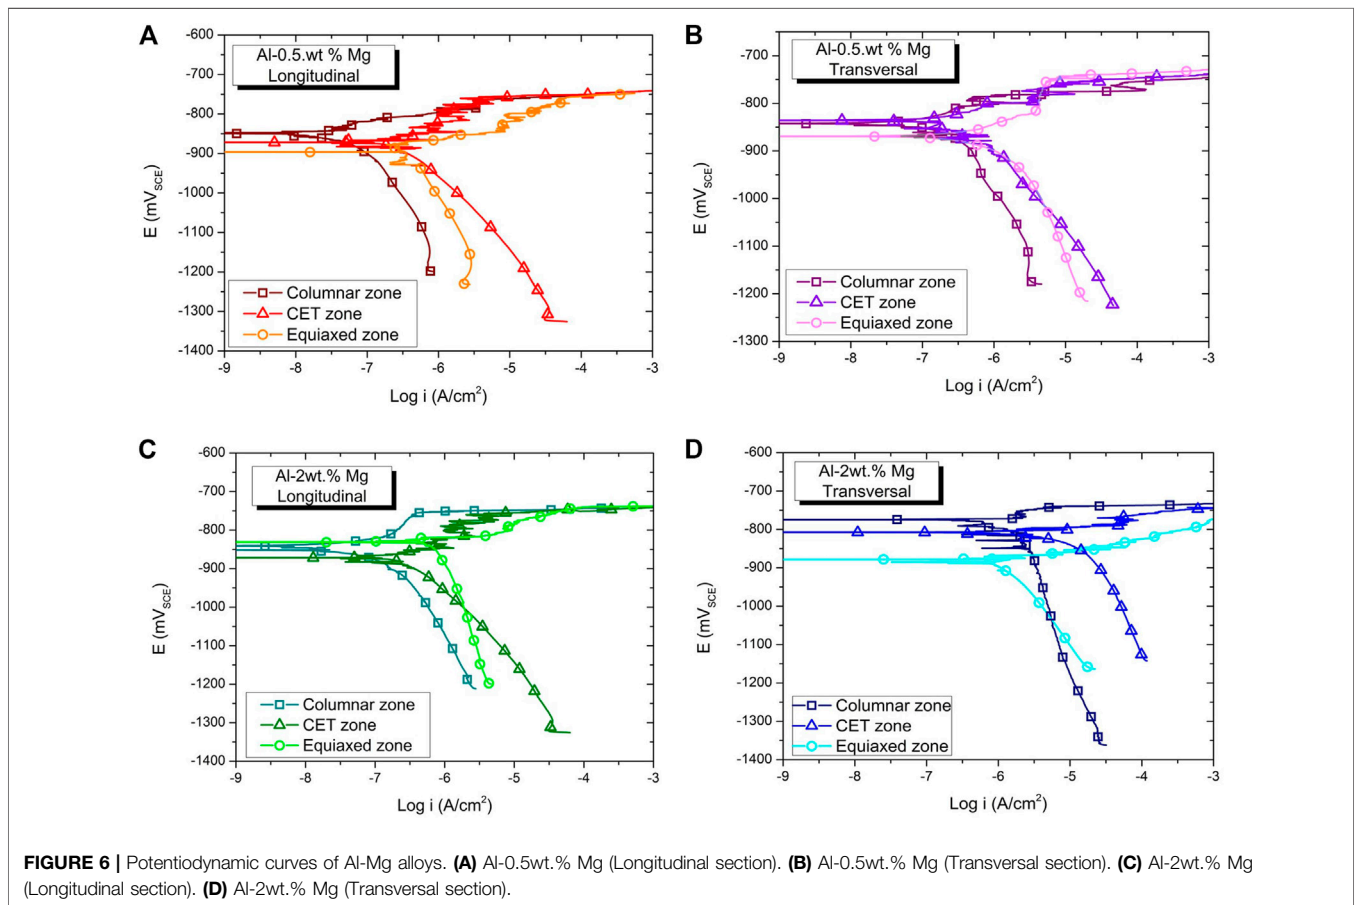 A
-600
-700
-800
-900
-1000
-1100
-1200
-1300
-1400
E (mVSCE)
Al-0.5.wt % Mg
Longitudinal
Columnar zone
CET zone
Equiaxed zone
-9 -8 -7 -6 -5 -4 -3
Log i (A/cm2)
B
-700
-800
-900
-1000
-1100
-1200
-1300
E (mVSCE)
Al-0.5.wt % Mg
Transversal
Columnar zone
CET zone
Equiaxed zone
-9 -8 -7 -6 -5 -4 -3
Log i (A/cm2)
C
-600
-700
-800
-900
-1000
-1100
-1200
-1300
-1400
E (mVSCE)
Al-2wt.% Mg
Longitudinal
Columnar zone
CET zone
Equiaxed zone
-9 -8 -7 -6 -5 -4 -3
Log i (A/cm2)
D
-600
-700
-800
-900
-1000
-1100
-1200
-1300
-1400
E (mVSCE)
Al-2wt.% Mg
Transversal
Columnar zone
CET zone
Equiaxed zone
-9 -8 -7 -6 -5 -4 -3
Log i (A/cm2)
FIGURE 6 | Potentiodynamic curves of Al-Mg alloys. (A) Al-0.5wt.% Mg (Longitudinal section). (B) Al-0.5wt.% Mg (Transversal section). (C) Al-2wt.% Mg
(Longitudinal section). (D) Al-2wt.% Mg (Transversal section).